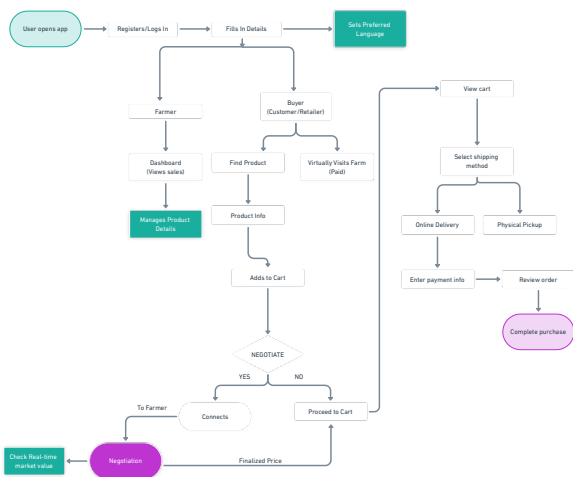 User opens app
Registers/Logs In
Fills In Details
Sets Preferred
Language
Farmer
Buyer
(Customer/Retailer)
View cart
Dashboard
(Views sales)
Find Product
Virtually Visits Farm
(Paid)
Select shipping
method
Manages Product
Details
Product Info
Online Delivery
Physical Pickup
Adds to Cart
Enter payment info
Review order
Complete purchase
NEGOTIATE
YES
NO
To Farmer
Connects
Proceed to Cart
Check Real-time
market value
Negotiation
Finalized Price